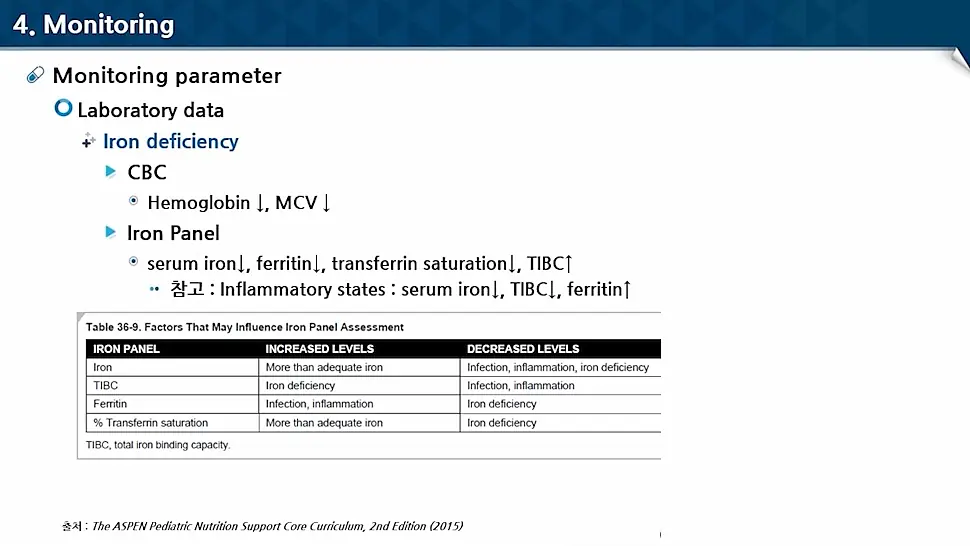 4. Monitoring
Monitoring parameter
Laboratory data
Iron deficiency
CBC
Hemoglobin ↓, MCV ↓
Iron Panel
serum iron↓, ferritin↓, transferrin saturation↓, TIBC↑
참고 : Inflammatory states : serum iron↓, TIBC↓, ferritin↑
Table 36-9. Factors That May Influence Iron Panel Assessment
IRON PANEL INCREASED LEVELS DECREASED LEVELS
Iron More than adequate iron Infection, inflammation, iron deficiency
TIBC Iron deficiency Infection, inflammation
Ferritin Infection, inflammation Iron deficiency
% Transferrin saturation More than adequate iron Iron deficiency
TIBC, total iron binding capacity.
출처 : The ASPEN Pediatric Nutrition Support Core Curriculum, 2nd Edition (2015)